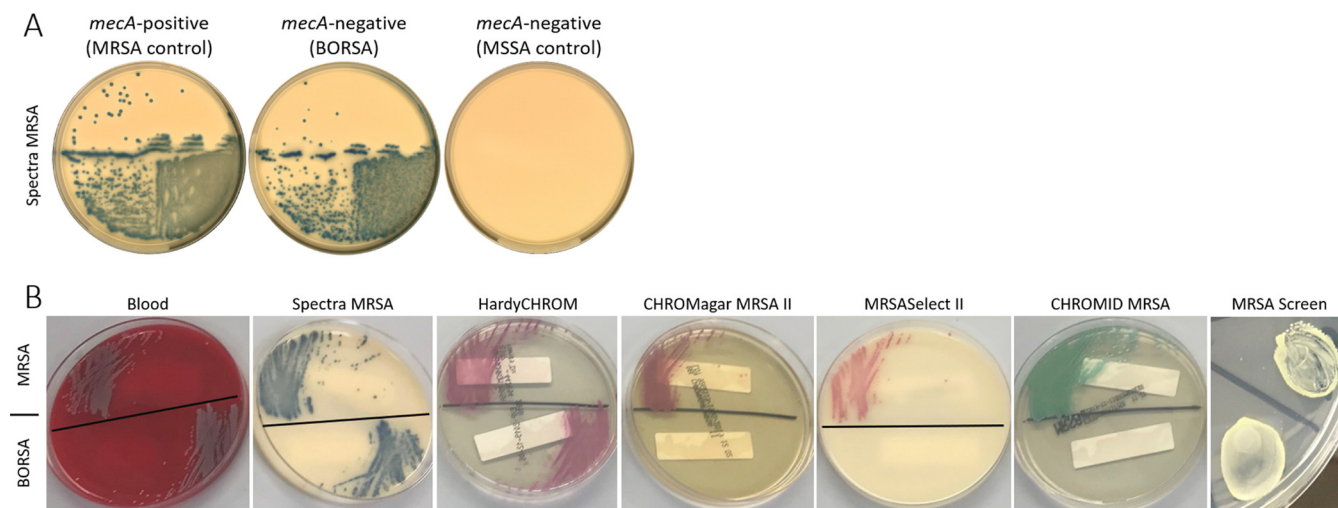 A
mecA-positive
(MRSA control)
mecA-negative
(BORSA)
mecA-negative
(MSSA control)
Spectra MRSA
B
Blood
Spectra MRSA
HardyCHROM
CHROMagar MRSA II
MRSASelect II
CHROMID MRSA
MRSA Screen
MRSA
BORSA